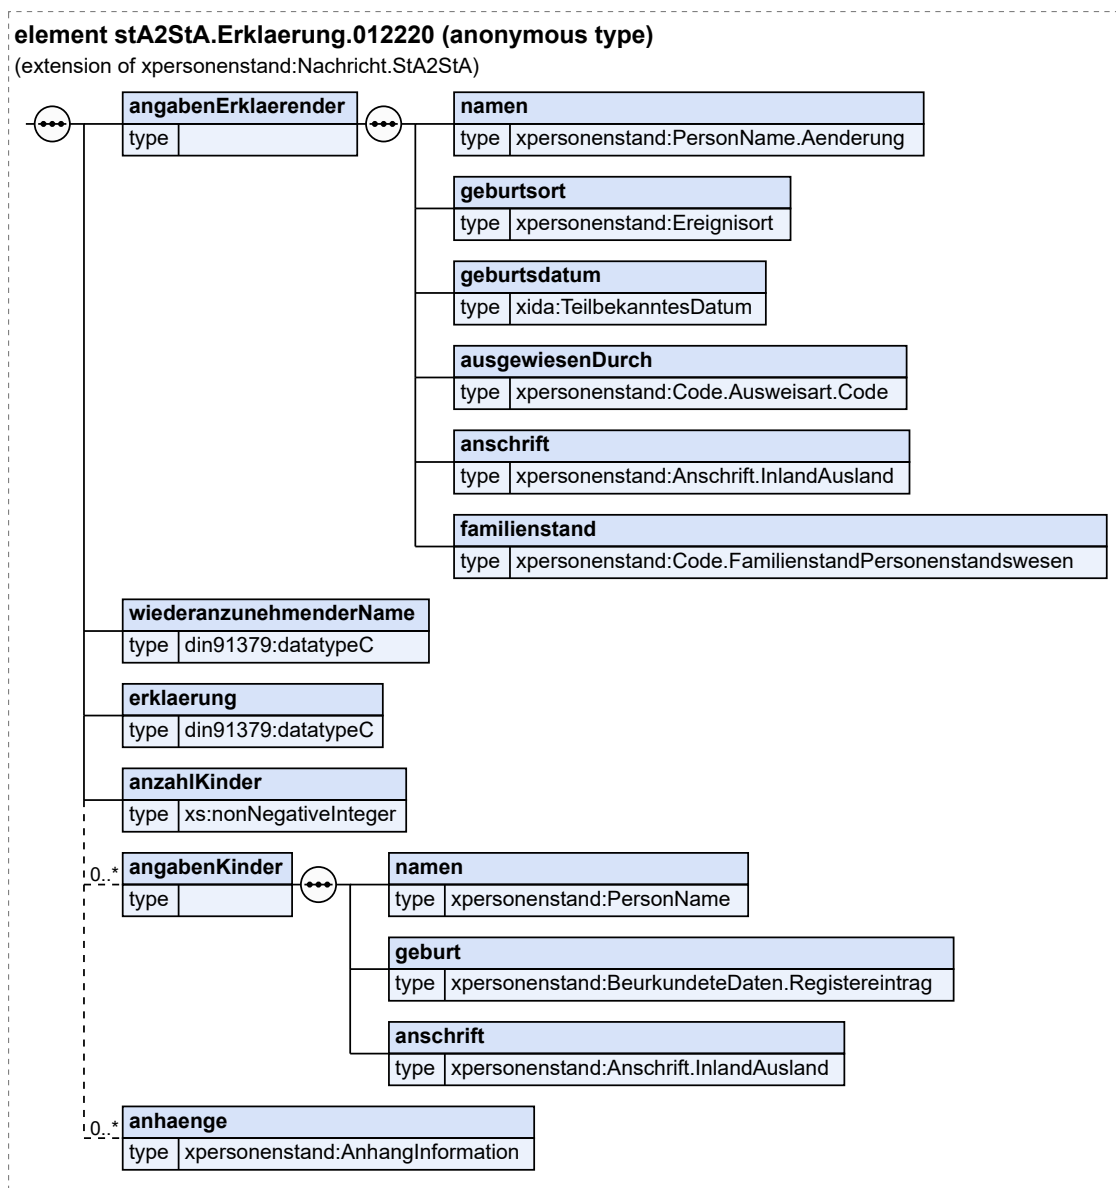 element stA2StA.Erklaerung.012220 (anonymous type)
(extension of xpersonenstand:Nachricht.StA2StA)
angabenErklaerender
type
namen
type xpersonenstand:PersonName.Aenderung
geburtsort
type xpersonenstand:Ereignisort
geburtsdatum
type xida:TeilbekanntesDatum
ausgewiesenDurch
type xpersonenstand:Code.Ausweisart.Code
anschrift
type xpersonenstand:Anschrift.InlandAusland
familienstand
type xpersonenstand:Code.FamilienstandPersonenstandswesen
wiederanzunehmenderName
type din91379:datatypeC
erklaerung
type din91379:datatypeC
anzahlKinder
type xs:nonNegativeInteger
0..* angabenKinder
type
namen
type xpersonenstand:PersonName
geburt
type xpersonenstand:BeurkundeteDaten.Registereintrag
anschrift
type xpersonenstand:Anschrift.InlandAusland
0..* anhaenge
type xpersonenstand:AnhangInformation